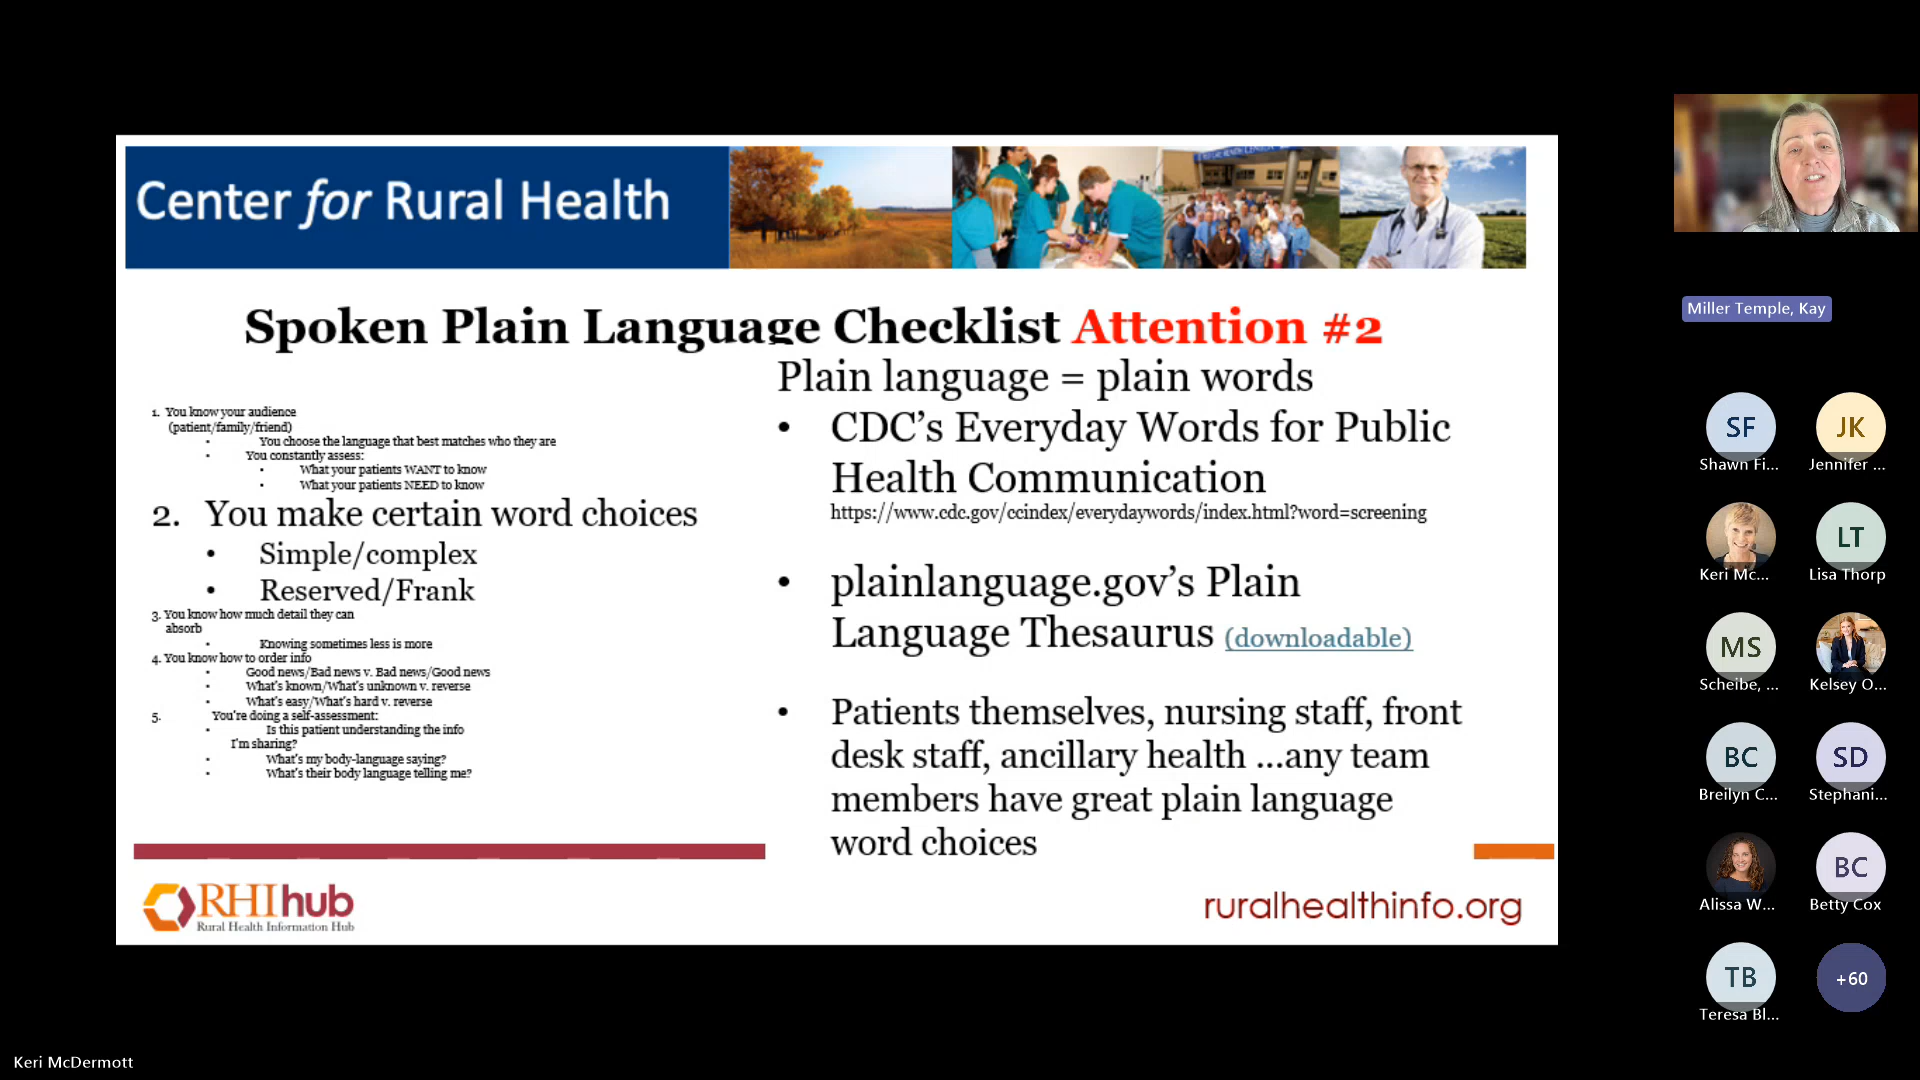 Center for Rural Health
Spoken Plain Language Checklist Attention #2
1. You know your audience
(patient/family/friend)
• You choose the language that best matches who they are
• You constantly assess:
• What your patients WANT to know
• What your patients NEED to know
2. You make certain word choices
• Simple/complex
• Reserved/Frank
3. You know how much detail they can
absorb
• Knowing sometimes less is more
4. You know how to order info
• Good news/Bad news v. Bad news/Good news
• What's known/What's unknown v. reverse
• What's easy/What's hard v. reverse
5. You're doing a self-assessment:
• Is this patient understanding the info
I'm sharing?
• What's my body-language saying?
• What's their body language telling me?
Plain language = plain words
• CDC's Everyday Words for Public
Health Communication
https://www.cdc.gov/ccindex/everydaywords/index.html?word=screening
• plainlanguage.gov's Plain
Language Thesaurus (downloadable)
• Patients themselves, nursing staff, front
desk staff, ancillary health ...any team
members have great plain language
word choices
RHIhub
Rural Health Information Hub
ruralhealthinfo.org
Miller Temple, Kay
SF
Shawn Fi...
JK
Jennifer ...
Keri Mc...
LT
Lisa Thorp
MS
Scheibe, ...
Kelsey O...
BC
Breilyn C...
SD
Stephani...
Alissa W...
BC
Betty Cox
TB
Teresa Bl...
+60
Keri McDermott